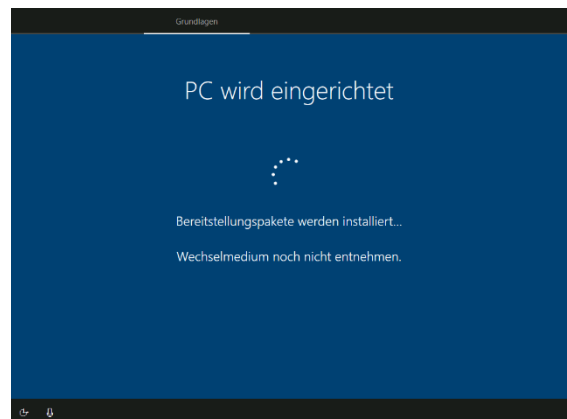 Grundlagen
PC wird eingerichtet
Bereitstellungspakete werden installiert...
Wechselmedium noch nicht entnehmen.